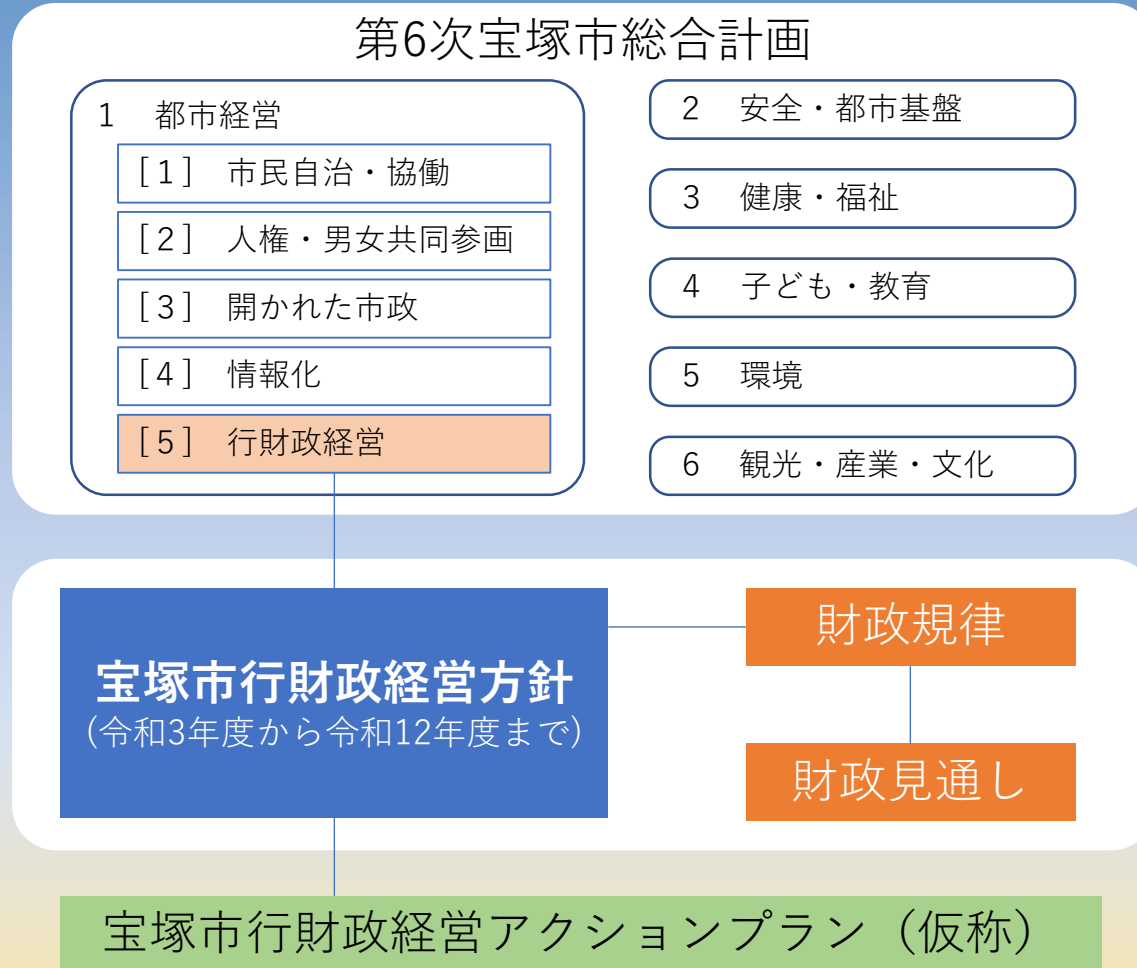 第6次宝塚市総合計画
1 都市経営
[1] 市民自治・協働
[2] 人権・男女共同参画
[3] 開かれた市政
[4] 情報化
[5] 行財政経営
2 安全・都市基盤
3 健康・福祉
4 子ども・教育
5 環境
6 観光・産業・文化
宝塚市行財政経営方針
(令和3年度から令和12年度まで)
財政規律
財政見通し
宝塚市行財政経営アクションプラン（仮称）